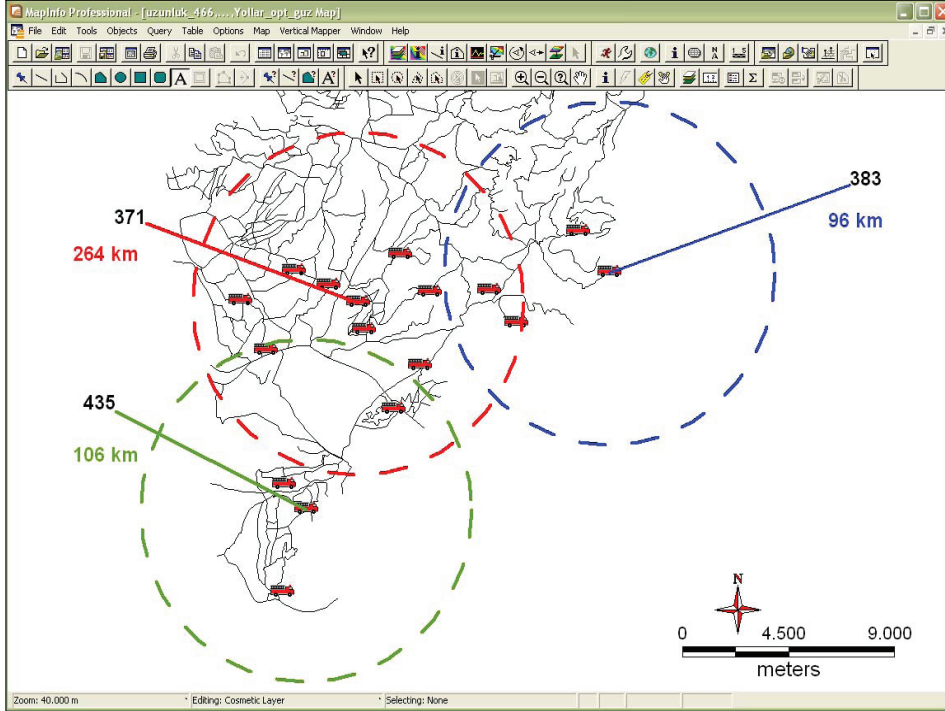 MapInfo Professional - [uzunluk_466,...,Yollar_opt_guz Map]
File Edit Tools Objects Query Table Options Map Vertical Mapper Window Help
383
371
96 km
264 km
435
106 km
N
0 4.500 9.000
meters
Zoom: 40.000 m Editing: Cosmetic Layer Selecting: None